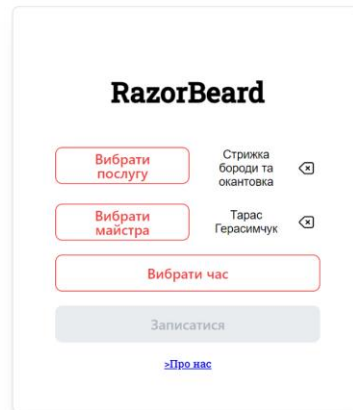 RazorBeard
Вибрати
послугу
Стрижка
бороди та
окантовка
Вибрати
майстра
Тарас
Герасимчук
Вибрати час
Записатися
>Про нас